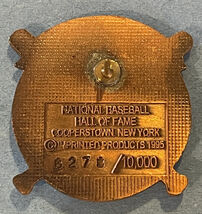 NATIONAL BASEBALL
HALL OF FAME
COOPERSTOWN, NEW YORK
©IMPRINTED PRODUCTS 1995
/10,000